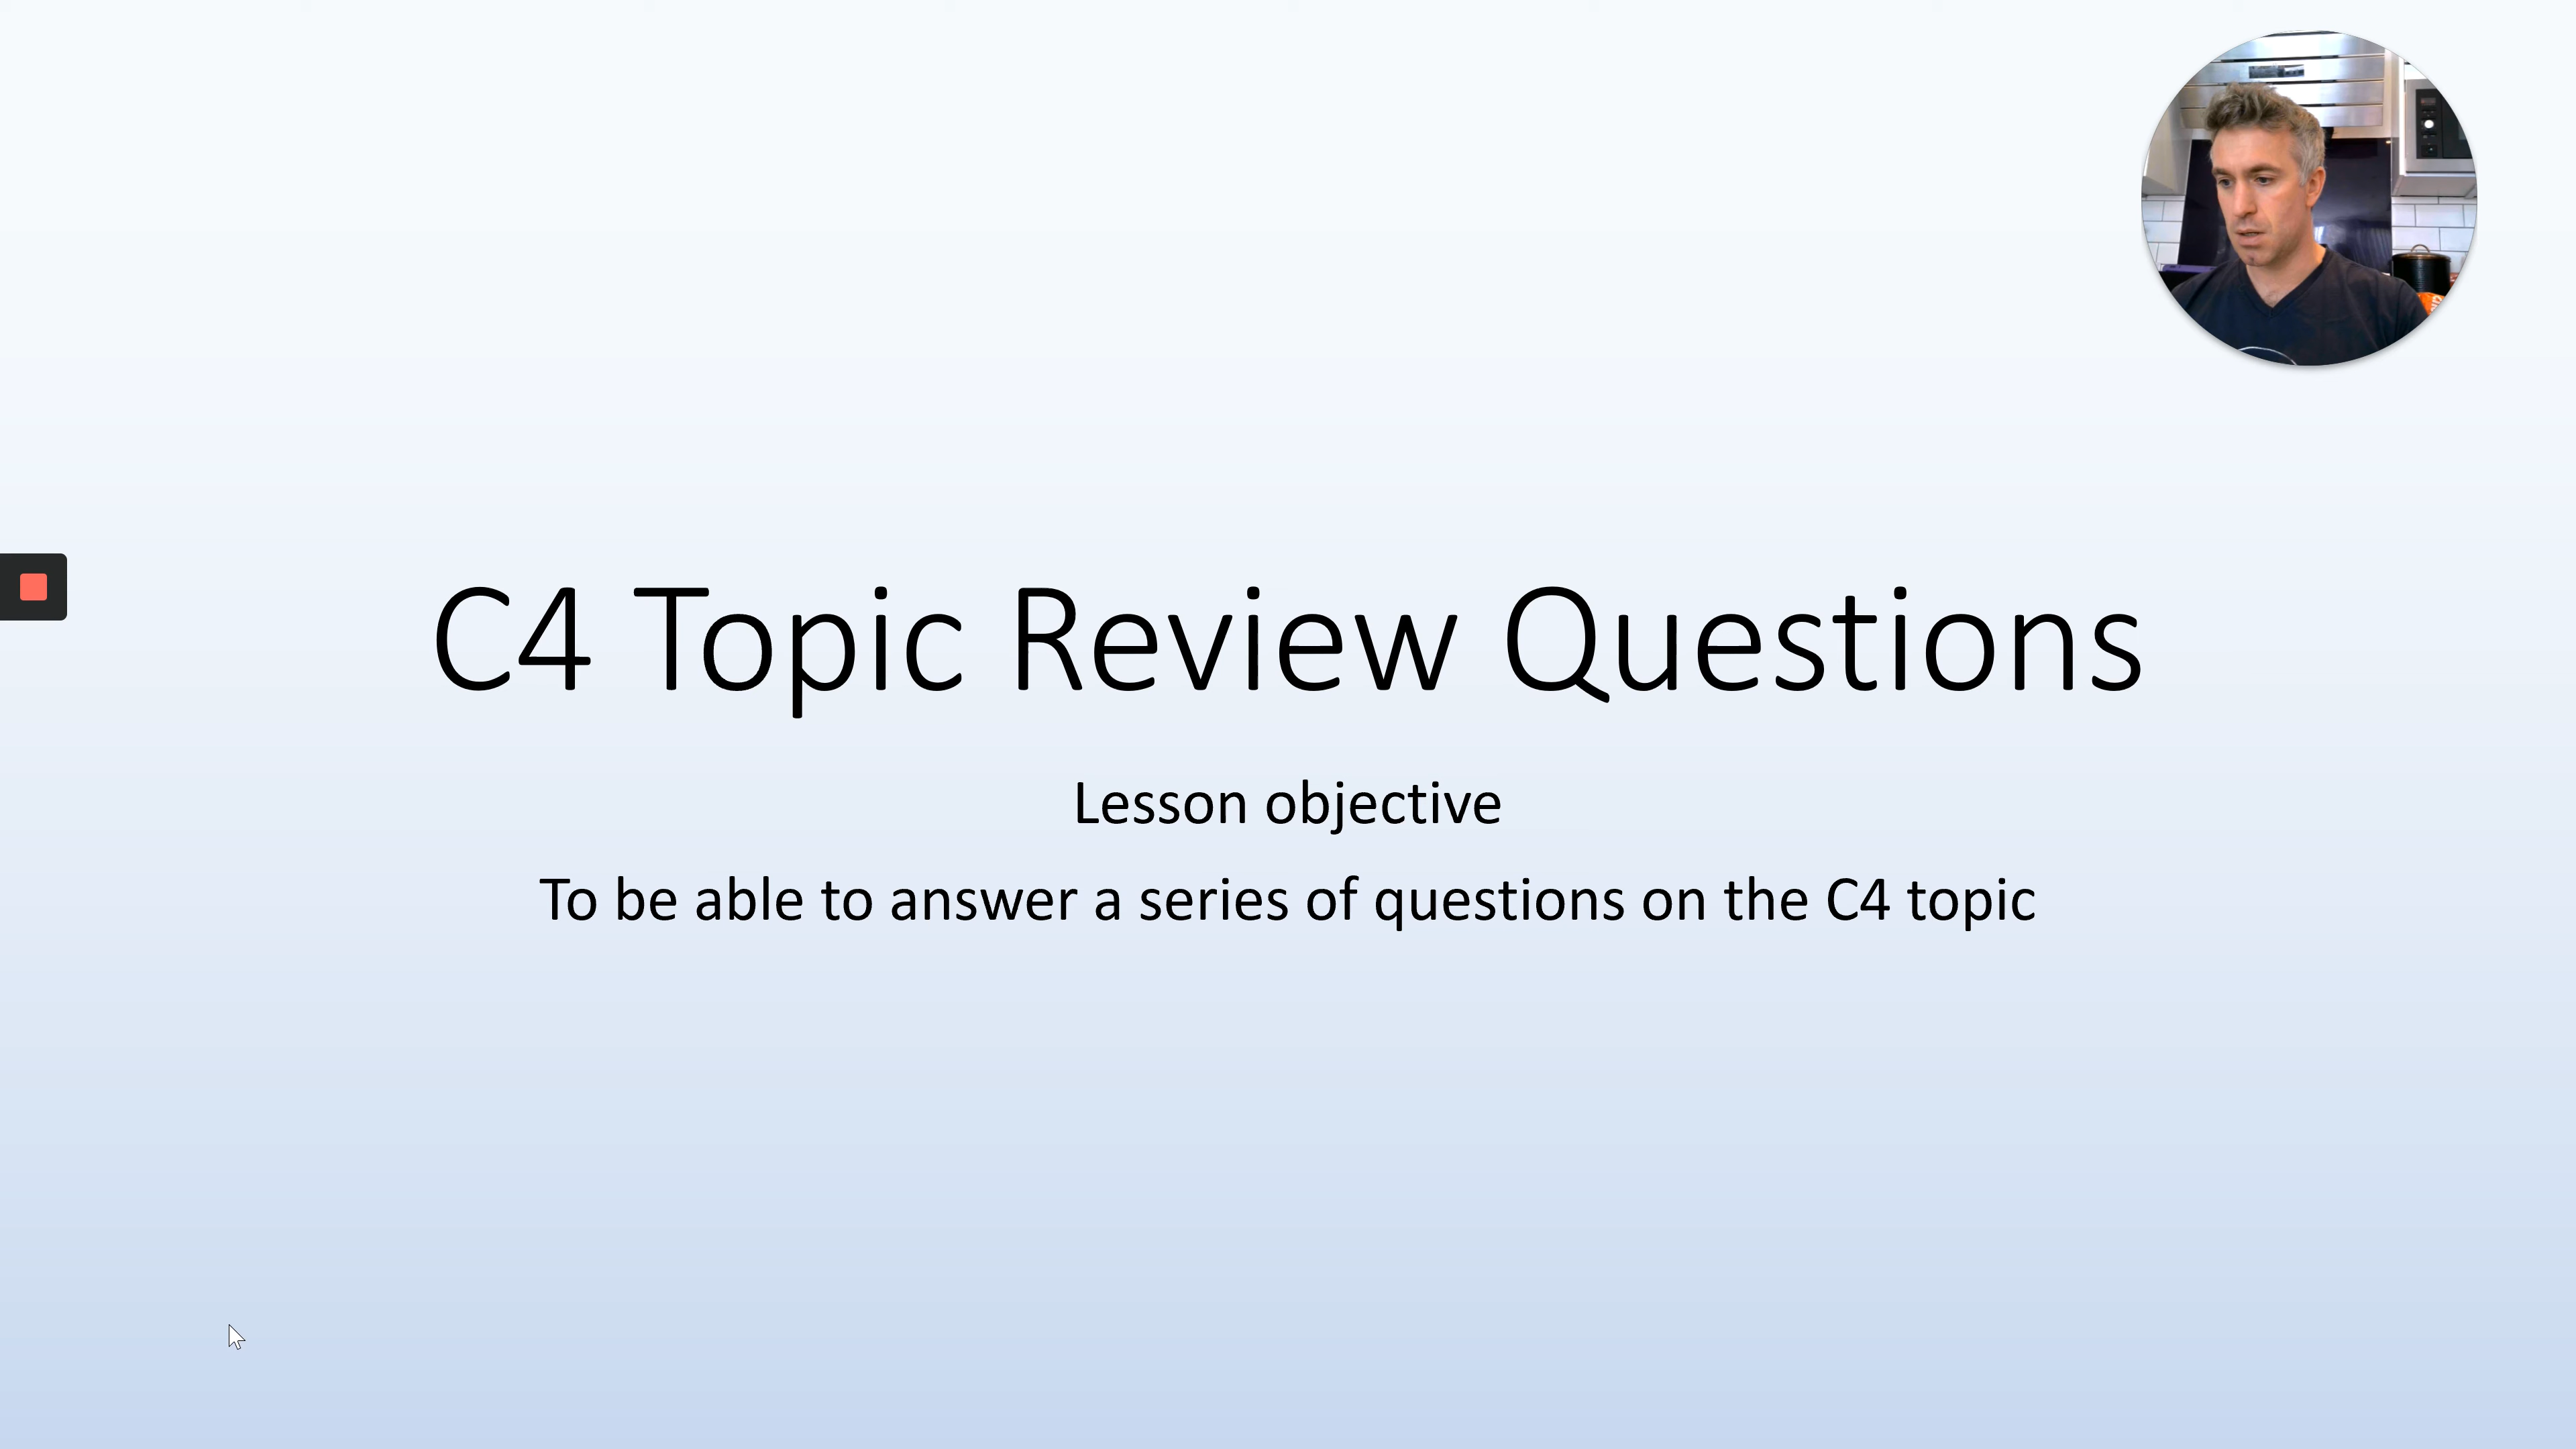 C4 Topic Review Questions
Lesson objective
To be able to answer a series of questions on the C4 topic